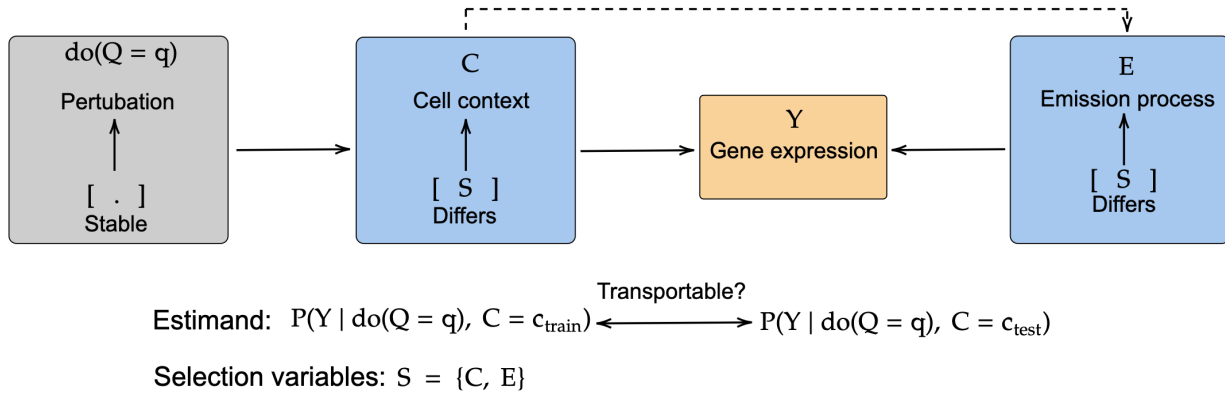 do(Q = q)
Pertubation
[ . ]
Stable
C
Cell context
[ S ]
Differs
Y
Gene expression
E
Emission process
[ S ]
Differs
Transportable?
Estimand: P(Y | do(Q = q), C = c_train) P(Y | do(Q = q), C = c_test)
Selection variables: S = {C, E}